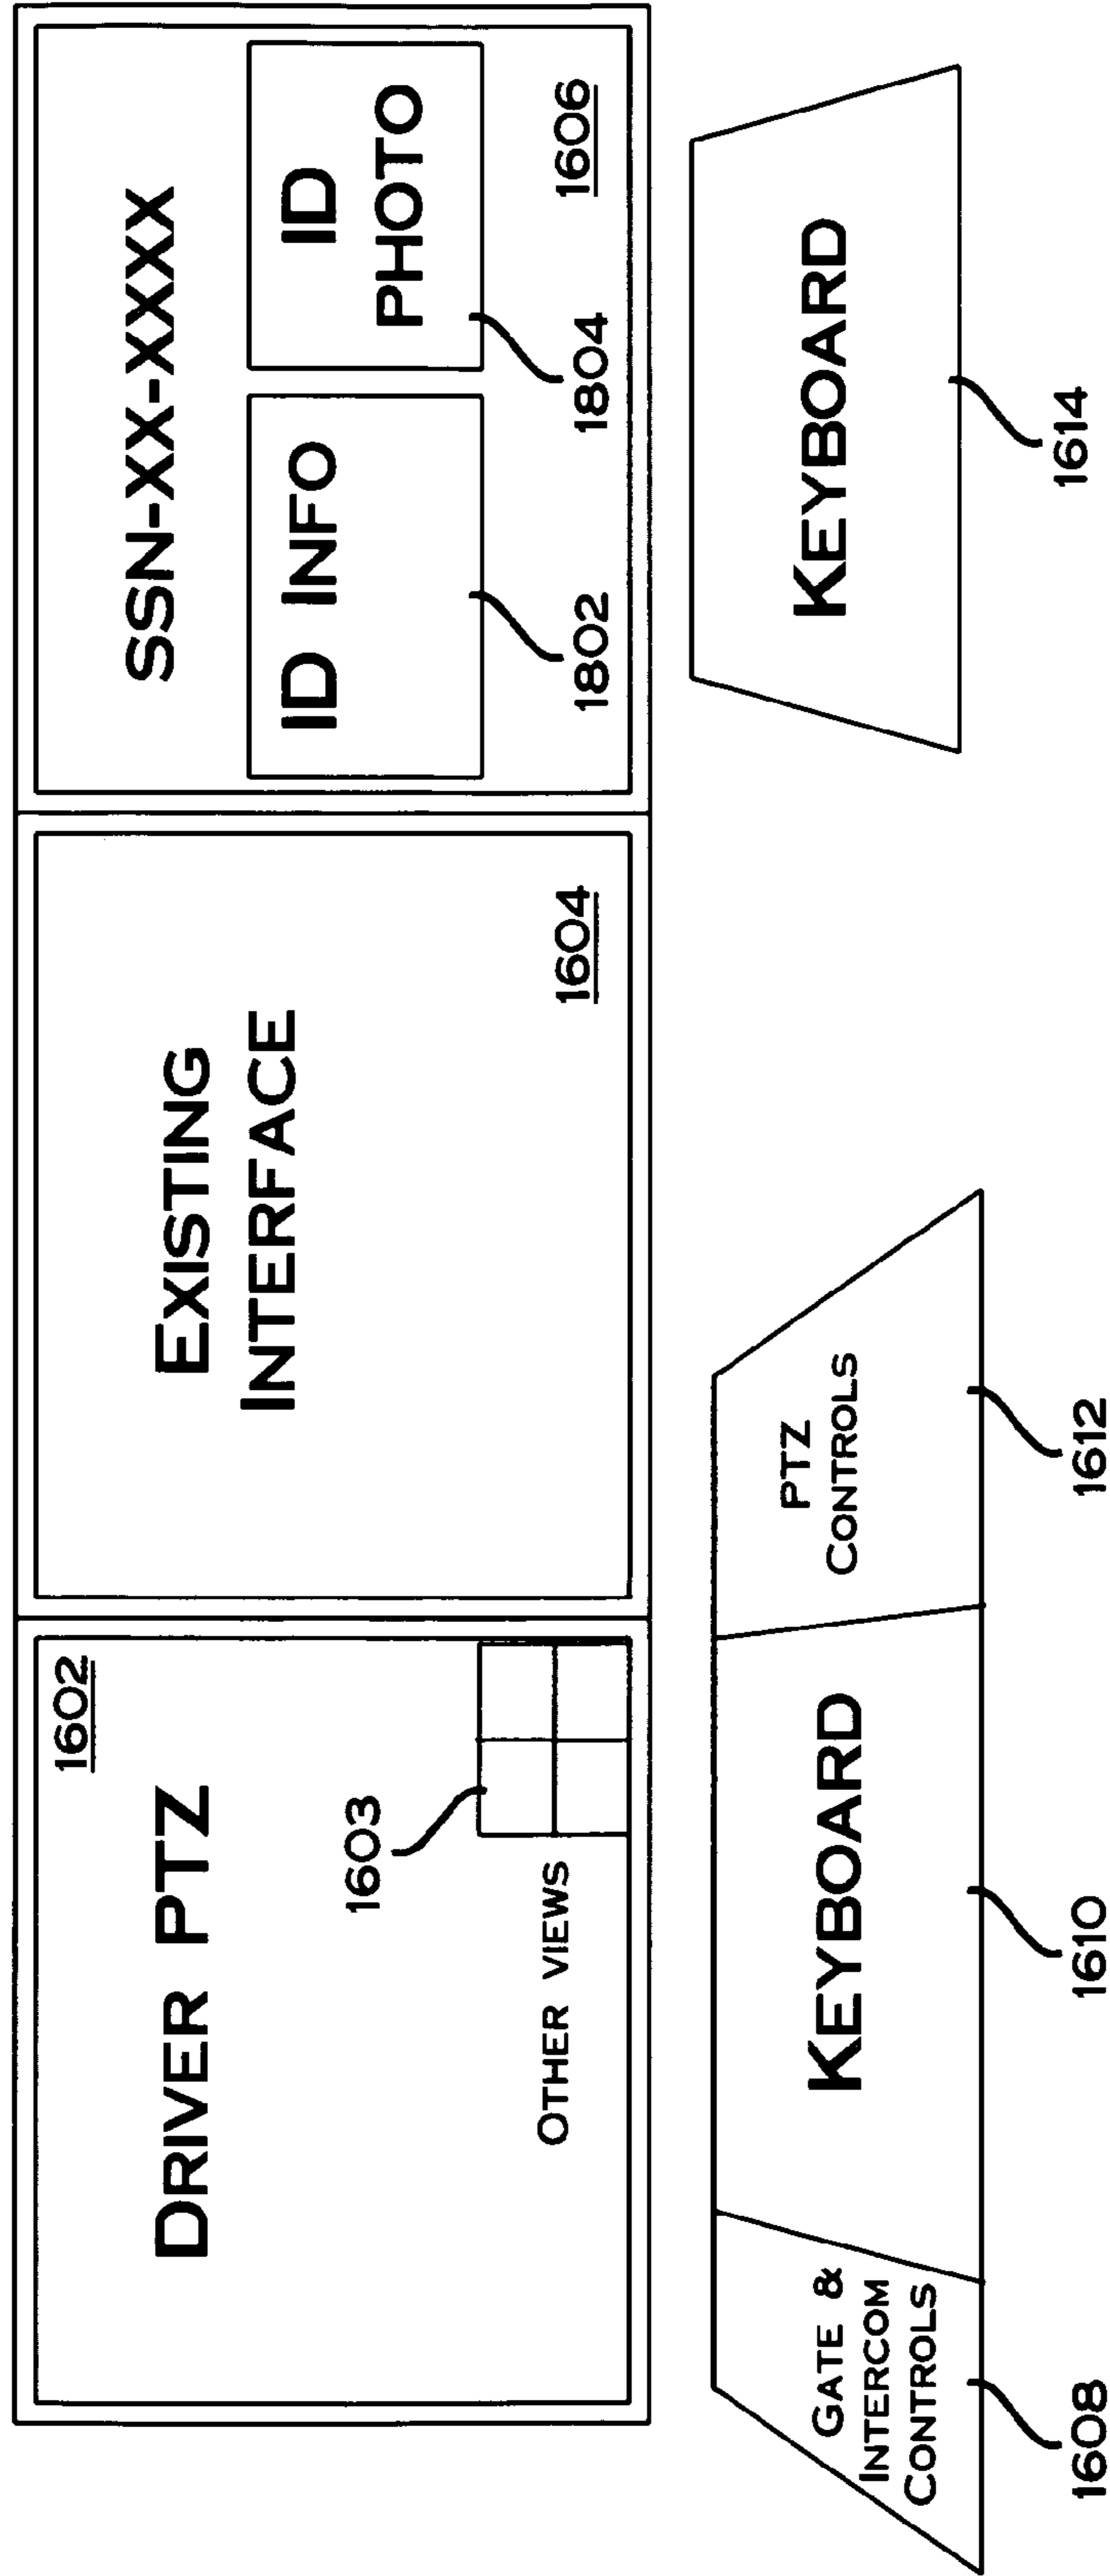 DRIVER PTZ
1602
1603
OTHER VIEWS
EXISTING
INTERFACE
1604
SSN-XX-XXXX
ID INFO
ID
PHOTO
1802
1804
1606
GATE &
INTERCOM
CONTROLS
KEYBOARD
PTZ
CONTROLS
1608
1610
1612
KEYBOARD
1614